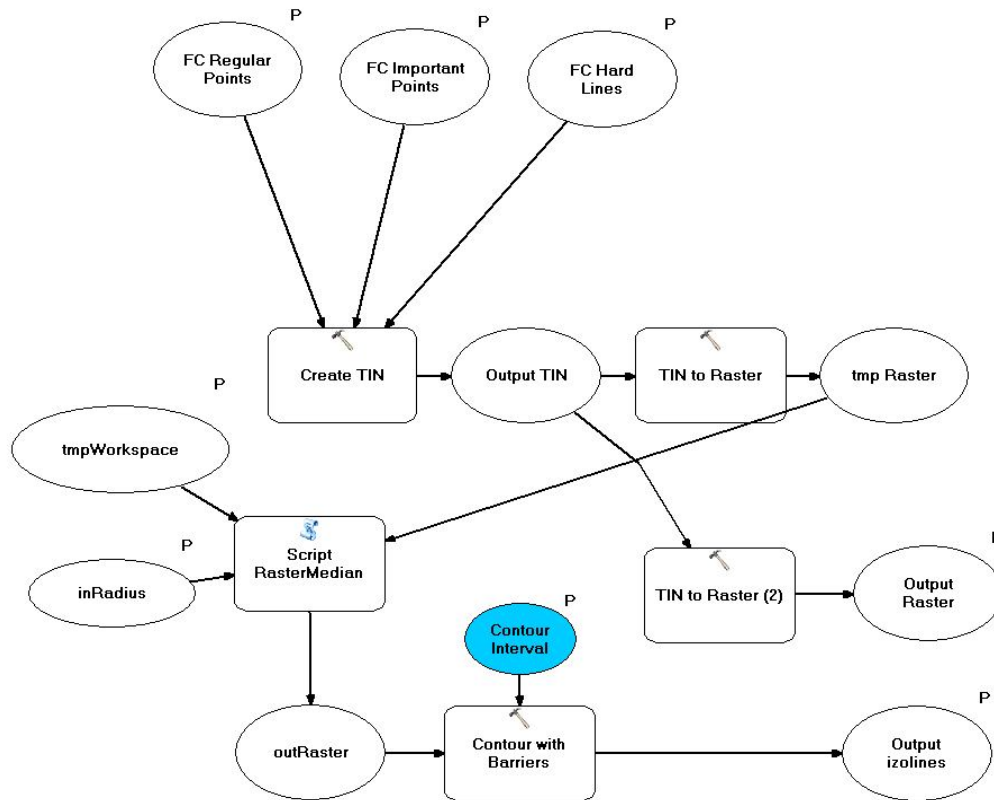 P
P
P
FC Regular
Points
FC Important
Points
FC Hard
Lines
Create TIN
Output TIN
TIN to Raster
tmp Raster
P
tmpWorkspace
P
inRadius
Script
RasterMedian
TIN to Raster (2)
P
Output
Raster
P
Contour
Interval
P
outRaster
Contour with
Barriers
Output
izolines